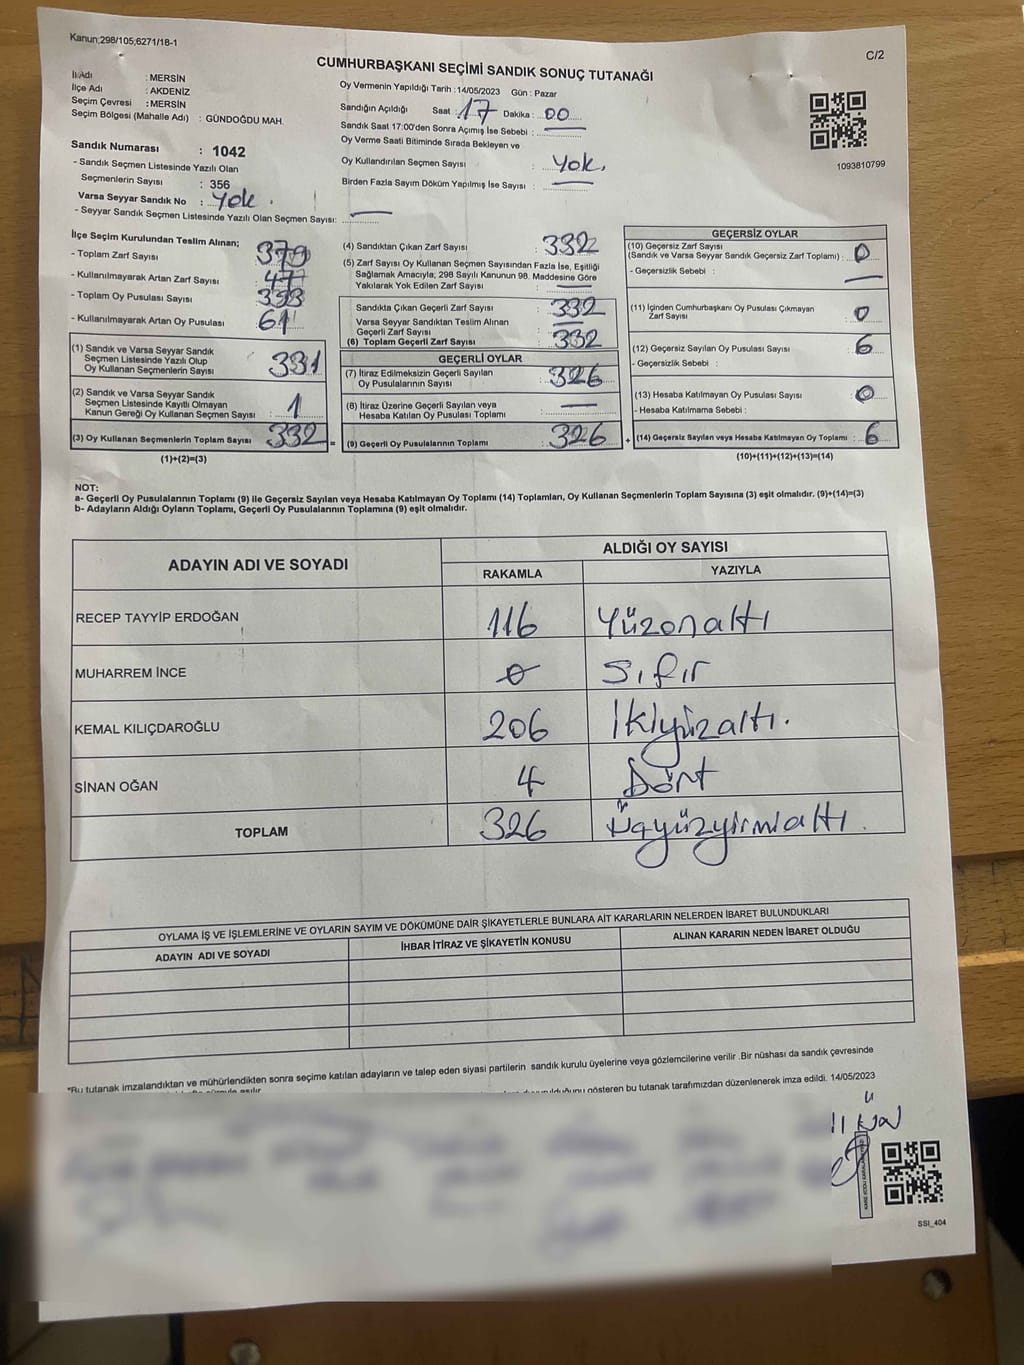 Kanun;298/105;6271/18-1
C/2
CUMHURBAŞKANI SEÇİMİ SANDIK SONUÇ TUTANAĞI
İl Adı : MERSİN
İlçe Adı : AKDENİZ
Seçim Çevresi : MERSİN
Seçim Bölgesi (Mahalle Adı) : GÜNDOĞDU MAH.
Sandık Numarası : 1042
- Sandık Seçmen Listesinde Yazılı Olan
Seçmenlerin Sayısı : 356
Varsa Seyyar Sandık No : Yok.
- Seyyar Sandık Seçmen Listesinde Yazılı Olan Seçmen Sayısı: —
Oy Vermenin Yapıldığı Tarih : 14/05/2023 Gün : Pazar
Sandığın Açıldığı Saat : 17 Dakika : 00
Sandık Saat 17:00'den Sonra Açımış İse Sebebi : —
Oy Verme Saati Bitiminde Sırada Bekleyen ve
Oy Kullandırılan Seçmen Sayısı : Yok.
Birden Fazla Sayım Döküm Yapılmış İse Sayısı : —
1093810799
İlçe Seçim Kurulundan Teslim Alınan;
- Toplam Zarf Sayısı : 379
- Kullanılmayarak Artan Zarf Sayısı : 47
- Toplam Oy Pusulası Sayısı : 393
- Kullanılmayarak Artan Oy Pusulası : 61
(1) Sandık ve Varsa Seyyar Sandık
Seçmen Listesinde Yazılı Olup
Oy Kullanan Seçmenlerin Sayısı : 331
(2) Sandık ve Varsa Seyyar Sandık
Seçmen Listesinde Kayıtlı Olmayan
Kanun Gereği Oy Kullanan Seçmen Sayısı : 1
(3) Oy Kullanan Seçmenlerin Toplam Sayısı : 332
(1)+(2)=(3)
(4) Sandıktan Çıkan Zarf Sayısı : 332
(5) Zarf Sayısı Oy Kullanan Seçmen Sayısından Fazla İse, Eşitliği
Sağlamak Amacıyla; 298 Sayılı Kanunun 98. Maddesine Göre
Yakılarak Yok Edilen Zarf Sayısı : —
Sandıkta Çıkan Geçerli Zarf Sayısı : 332
Varsa Seyyar Sandıktan Teslim Alınan
Geçerli Zarf Sayısı : —
(6) Toplam Geçerli Zarf Sayısı : 332
GEÇERLİ OYLAR
(7) İtiraz Edilmeksizin Geçerli Sayılan
Oy Pusulalarının Sayısı : 326
(8) İtiraz Üzerine Geçerli Sayılan veya
Hesaba Katılan Oy Pusulası Toplamı : —
= (9) Geçerli Oy Pusulalarının Toplamı : 326
GEÇERSİZ OYLAR
(10) Geçersiz Zarf Sayısı
(Sandık ve Varsa Seyyar Sandık Geçersiz Zarf Toplamı) : 0
- Geçersizlik Sebebi : —
(11) İçinden Cumhurbaşkanı Oy Pusulası Çıkmayan
Zarf Sayısı : 0
(12) Geçersiz Sayılan Oy Pusulası Sayısı : 6
- Geçersizlik Sebebi :
(13) Hesaba Katılmayan Oy Pusulası Sayısı : 0
- Hesaba Katılmama Sebebi :
+ (14) Geçersiz Sayılan veya Hesaba Katılmayan Oy Toplamı : 6
(10)+(11)+(12)+(13)=(14)
NOT:
a- Geçerli Oy Pusulalarının Toplamı (9) ile Geçersiz Sayılan veya Hesaba Katılmayan Oy Toplamı (14) Toplamları, Oy Kullanan Seçmenlerin Toplam Sayısına (3) eşit olmalıdır. (9)+(14)=(3)
b- Adayların Aldığı Oyların Toplamı, Geçerli Oy Pusulalarının Toplamına (9) eşit olmalıdır.
ADAYIN ADI VE SOYADI ALDIĞI OY SAYISI
RAKAMLA YAZIYLA
RECEP TAYYİP ERDOĞAN 116 Yüzonaltı
MUHARREM İNCE 0 Sıfır
KEMAL KILIÇDAROĞLU 206 İkiyüzaltı.
SİNAN OĞAN 4 Dört
TOPLAM 326 Üçyüzyirmialtı.
OYLAMA İŞ VE İŞLEMLERİNE VE OYLARIN SAYIM VE DÖKÜMÜNE DAİR ŞİKAYETLERLE BUNLARA AİT KARARLARIN NELERDEN İBARET BULUNDUKLARI
ADAYIN ADI VE SOYADI İHBAR İTİRAZ VE ŞİKAYETİN KONUSU ALINAN KARARIN NEDEN İBARET OLDUĞU
*Bu tutanak imzalandıktan ve mühürlendikten sonra seçime katılan adayların ve talep eden siyasi partilerin sandık kurulu üyelerine veya gözlemcilerine verilir .Bir nüshası da sandık çevresinde
gösteren bu tutanak tarafımızdan düzenlenerek imza edildi. 14/05/2023
SSI_404